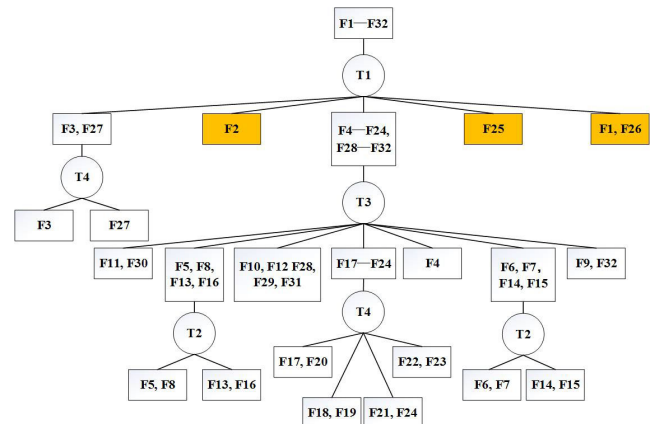 F1—F32
T1
F3, F27
F2
F4—F24,
F28—F32
F25
F1, F26
T4
F3
F27
T3
F11, F30
F5, F8,
F13, F16
F10, F12 F28,
F29, F31
F17—F24
F4
F6, F7,
F14, F15
F9, F32
T2
T4
T2
F5, F8
F13, F16
F17, F20
F22, F23
F6, F7
F14, F15
F18, F19
F21, F24